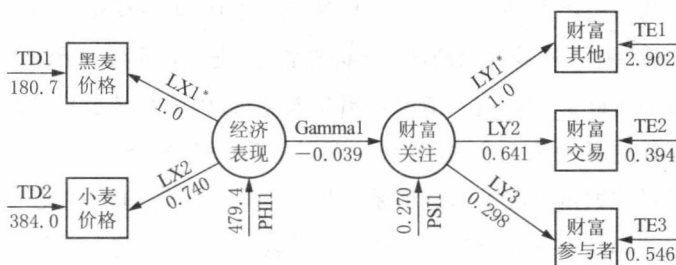 TD1
180.7
黑麦
价格
LX1*
1.0
TD2
384.0
小麦
价格
LX2
0.740
经济
表现
479.4
PHI1
Gamma1
−0.039
财富
关注
0.270
PSI1
LY1*
1.0
LY2
0.641
LY3
0.298
财富
其他
TE1
2.902
财富
交易
TE2
0.394
财富
参与者
TE3
0.546